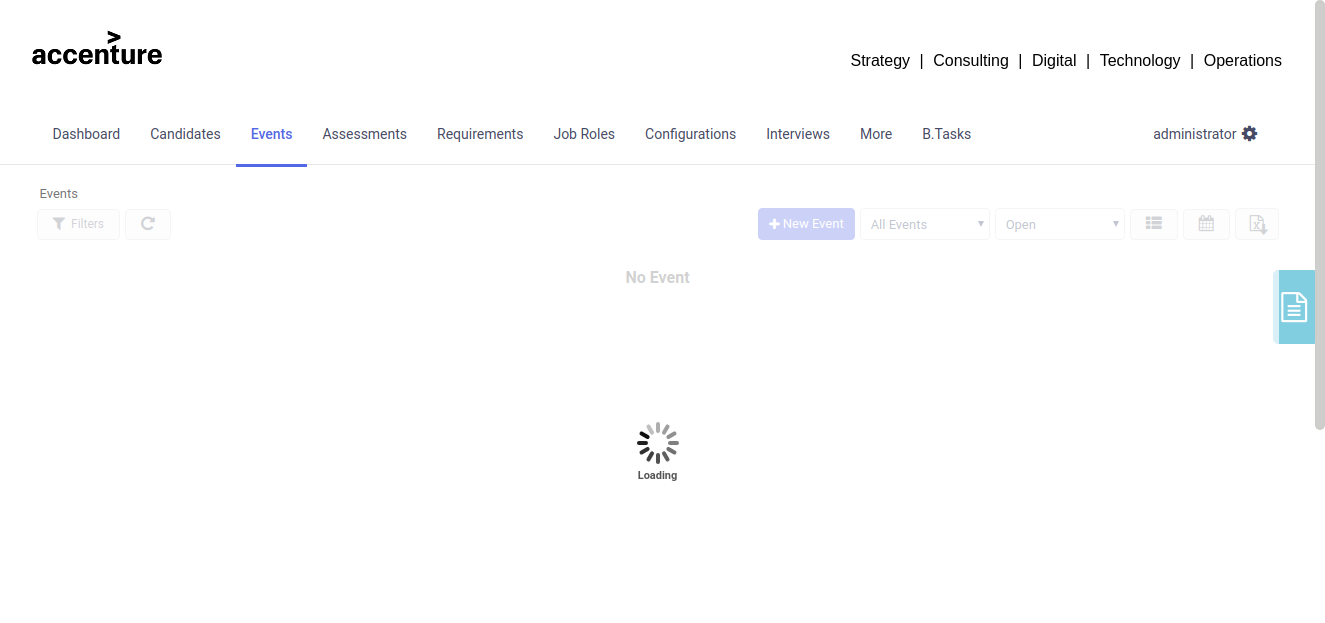 accenture
Strategy | Consulting | Digital | Technology | Operations
Dashboard Candidates Events Assessments Requirements Job Roles Configurations Interviews More B.Tasks administrator
Events
Filters New Event All Events Open
No Event
Loading